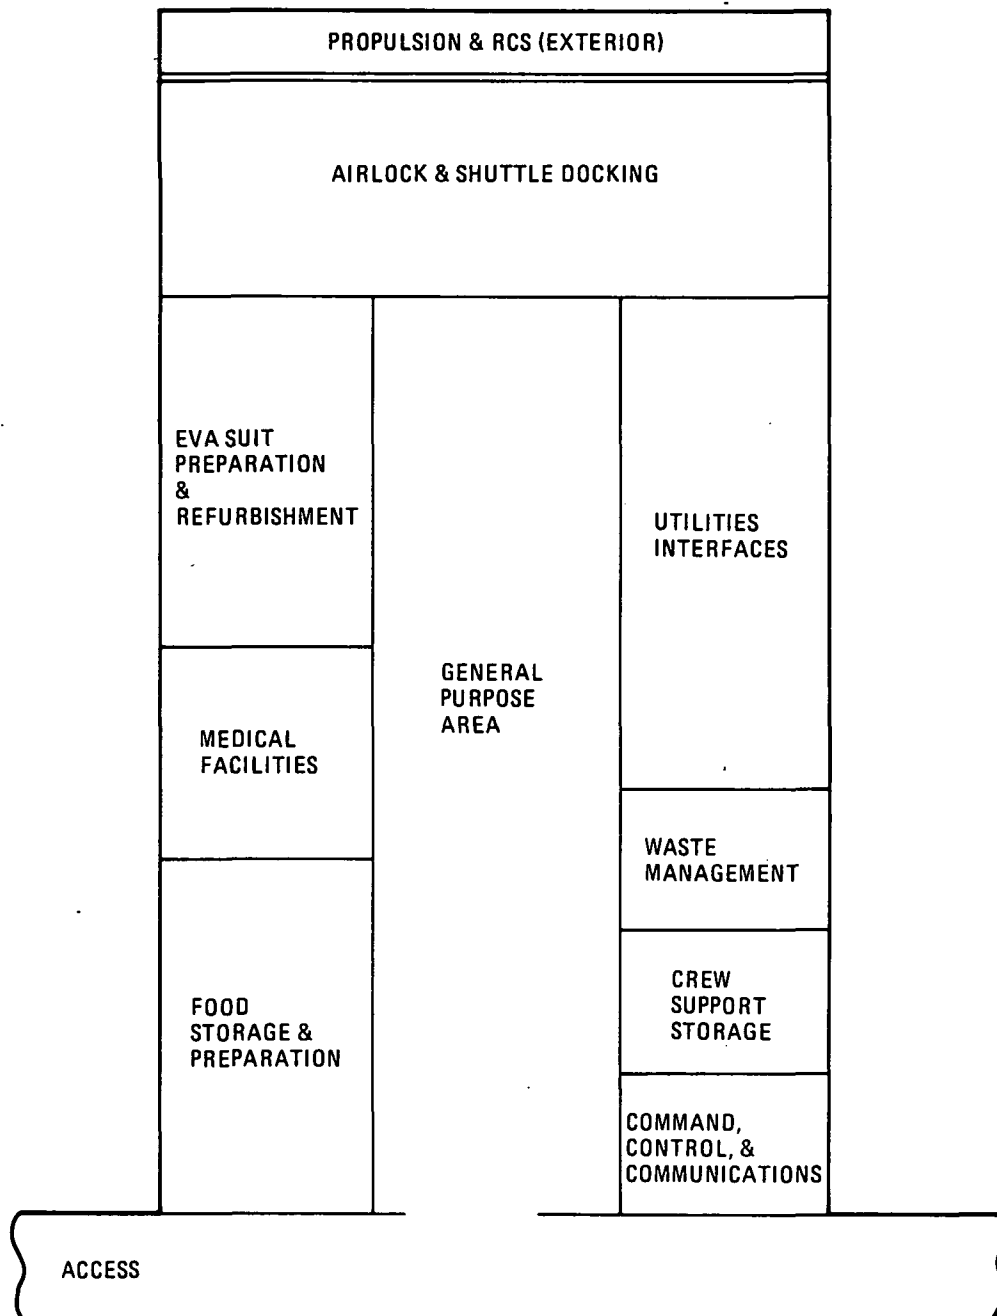 PROPULSION & RCS (EXTERIOR)
AIRLOCK & SHUTTLE DOCKING
EVA SUIT
PREPARATION
&
REFURBISHMENT
UTILITIES
INTERFACES
GENERAL
PURPOSE
AREA
MEDICAL
FACILITIES
WASTE
MANAGEMENT
FOOD
STORAGE &
PREPARATION
CREW
SUPPORT
STORAGE
COMMAND,
CONTROL, &
COMMUNICATIONS
ACCESS